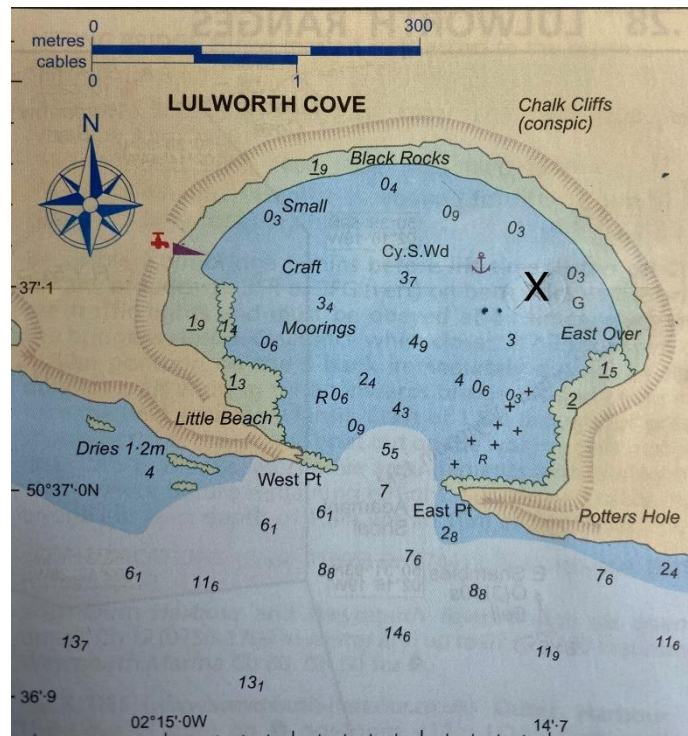 metres
300
cables
0
1
LULWORTH COVE
Chalk Cliffs
(conspic)
N
1₉
Black Rocks
0₄
0₃
Small
0₉
0₃
Cy.S.Wd
Craft
3₇
0₃
37'·1
X
3₄
G
1₉
1₄
Moorings
East Over
0₆
4₉
3
1₅
1₃
2₄
4
0₆
R
0₆
0₃
2
Little Beach
4₃
0₉
Dries 1·2m
5₅
R
4
West Pt
7
50°37'·0N
East Pt
Potters Hole
6₁
6₁
2₈
7₆
6₁
11₆
8₈
8₈
7₆
2₄
13₇
14₆
11₉
11₆
13₁
36'·9
02°15'·0W
14'·7